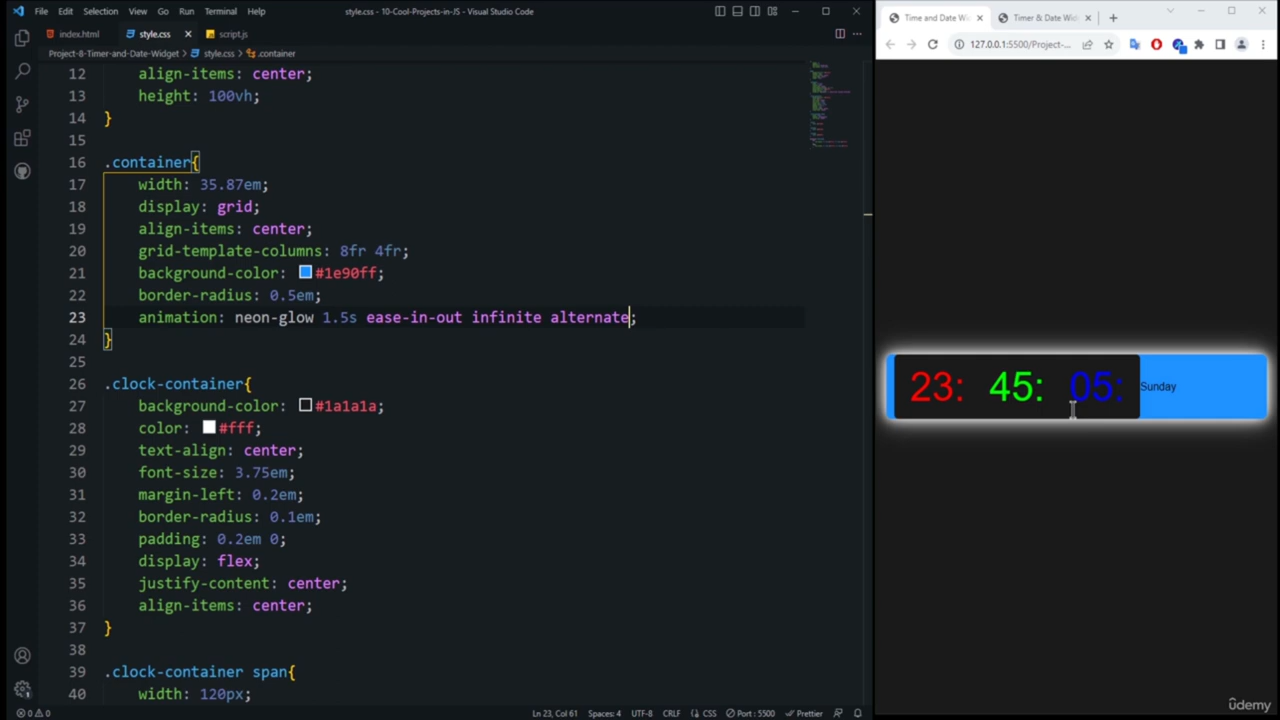 File Edit Selection View Go Run Terminal Help
style.css - 10-Cool-Projects-in-JS - Visual Studio Code
index.html style.css script.js
Project-8-Timer-and-Date-Widget > style.css > .container
12 align-items: center;
13 height: 100vh;
14 }
15
16 .container{
17 width: 35.87em;
18 display: grid;
19 align-items: center;
20 grid-template-columns: 8fr 4fr;
21 background-color: #1e90ff;
22 border-radius: 0.5em;
23 animation: neon-glow 1.5s ease-in-out infinite alternate;
24 }
25
26 .clock-container{
27 background-color: #1a1a1a;
28 color: #fff;
29 text-align: center;
30 font-size: 3.75em;
31 margin-left: 0.2em;
32 border-radius: 0.1em;
33 padding: 0.2em 0;
34 display: flex;
35 justify-content: center;
36 align-items: center;
37 }
38
39 .clock-container span{
40 width: 120px;
0 0 Ln 23, Col 61 Spaces: 4 UTF-8 CRLF {} CSS Port : 5500 Prettier
Time and Date Wi Timer & Date Wid
127.0.0.1:5500/Project-...
23: 45: 05: Sunday
udemy